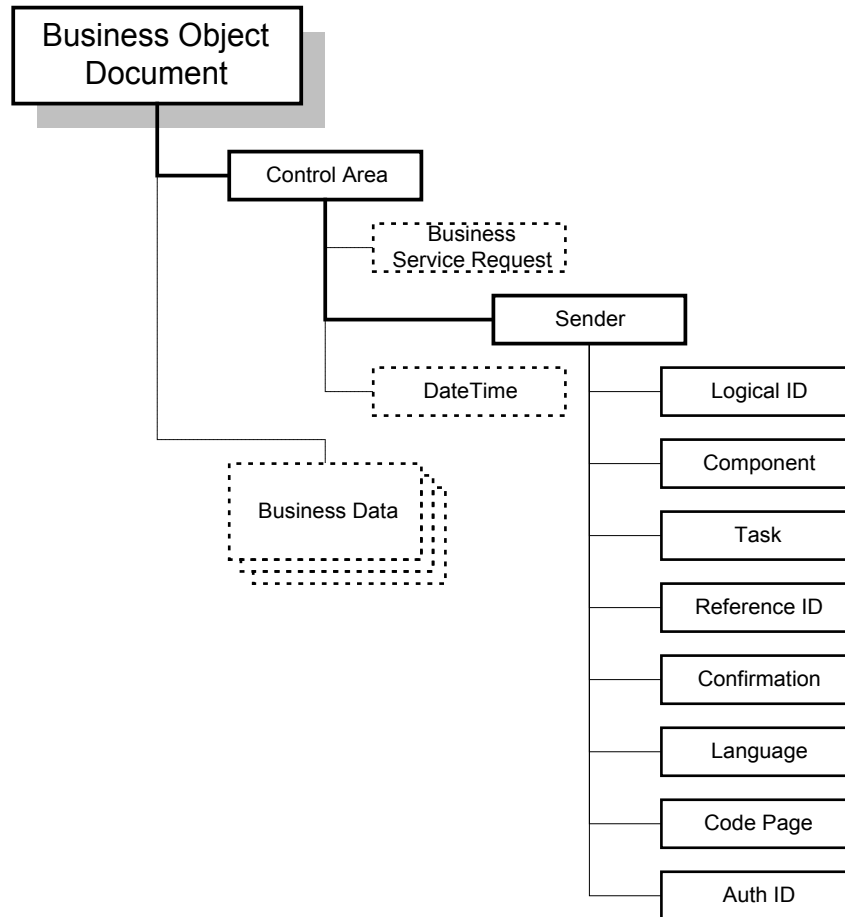 Business Object
Document
Control Area
Business
Service Request
Sender
DateTime
Logical ID
Component
Business Data
Task
Reference ID
Confirmation
Language
Code Page
Auth ID